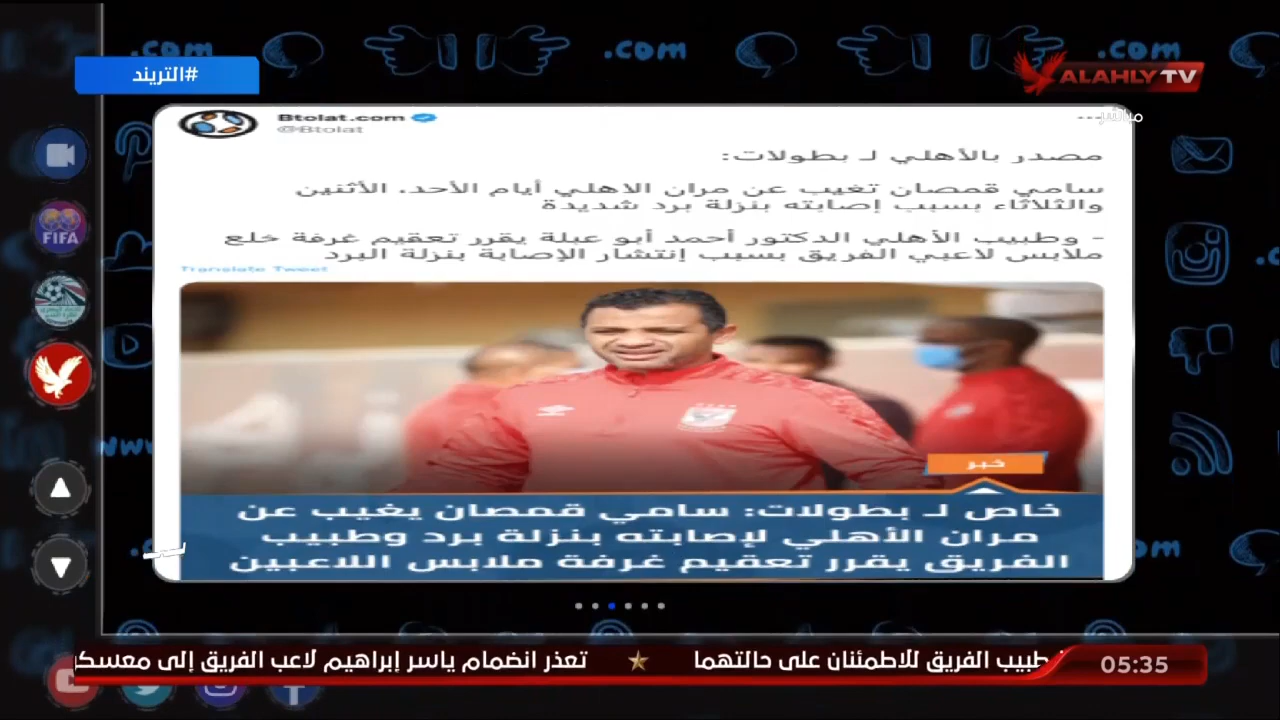 #التريند
ALAHLY TV
مباشر
Btolat.com
@Btolat
مصدر بالأهلي لـ بطولات:
سامي قمصان تغيب عن مران الاهلي أيام الأحد، الأثنين
والثلاثاء بسبب إصابته بنزلة برد شديدة
- وطبيب الأهلي الدكتور أحمد أبو عبلة يقرر تعقيم غرفة خلع
ملابس لاعبي الفريق بسبب إنتشار الإصابة بنزلة البرد
Translate Tweet
خبر
خاص لـ بطولات: سامي قمصان يغيب عن
مران الأهلي لإصابته بنزلة برد وطبيب
الفريق يقرر تعقيم غرفة ملابس اللاعبين
FIFA
.com
.com
.com
طبيب الفريق للاطمئنان على حالتهما ★ تعذر انضمام ياسر إبراهيم لاعب الفريق إلى
05:35